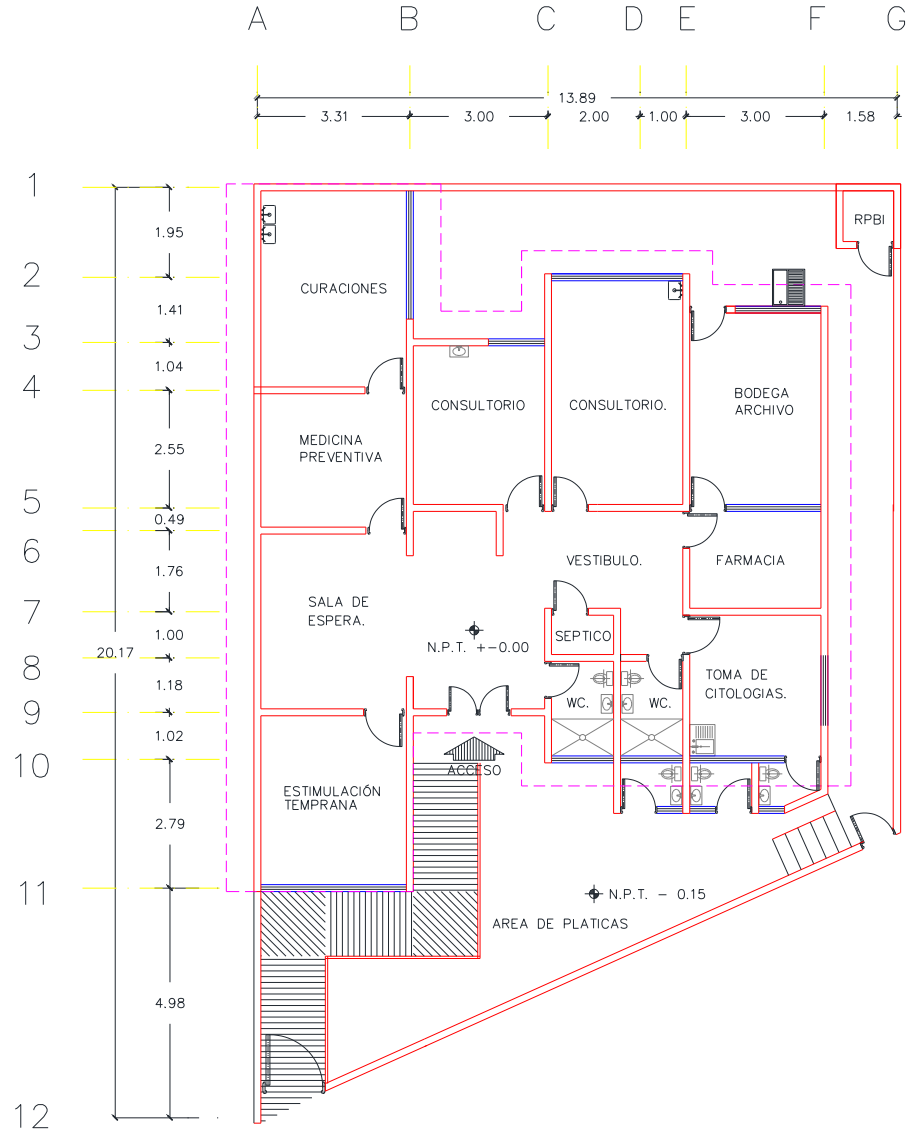 A B C D E F G
13.89
3.31 3.00 2.00 1.00 3.00 1.58
1
1.95
RPBI
2
CURACIONES
1.41
3
1.04
4
BODEGA
ARCHIVO
CONSULTORIO
CONSULTORIO.
2.55
MEDICINA
PREVENTIVA
5
0.49
6
VESTIBULO.
FARMACIA
1.76
SALA DE
ESPERA.
7
1.00
SEPTICO
N.P.T. +-0.00
20.17
8
TOMA DE
CITOLOGIAS.
1.18
WC.
WC.
9
1.02
10
ACCESO
ESTIMULACIÓN
TEMPRANA
2.79
11
N.P.T. - 0.15
AREA DE PLATICAS
4.98
12